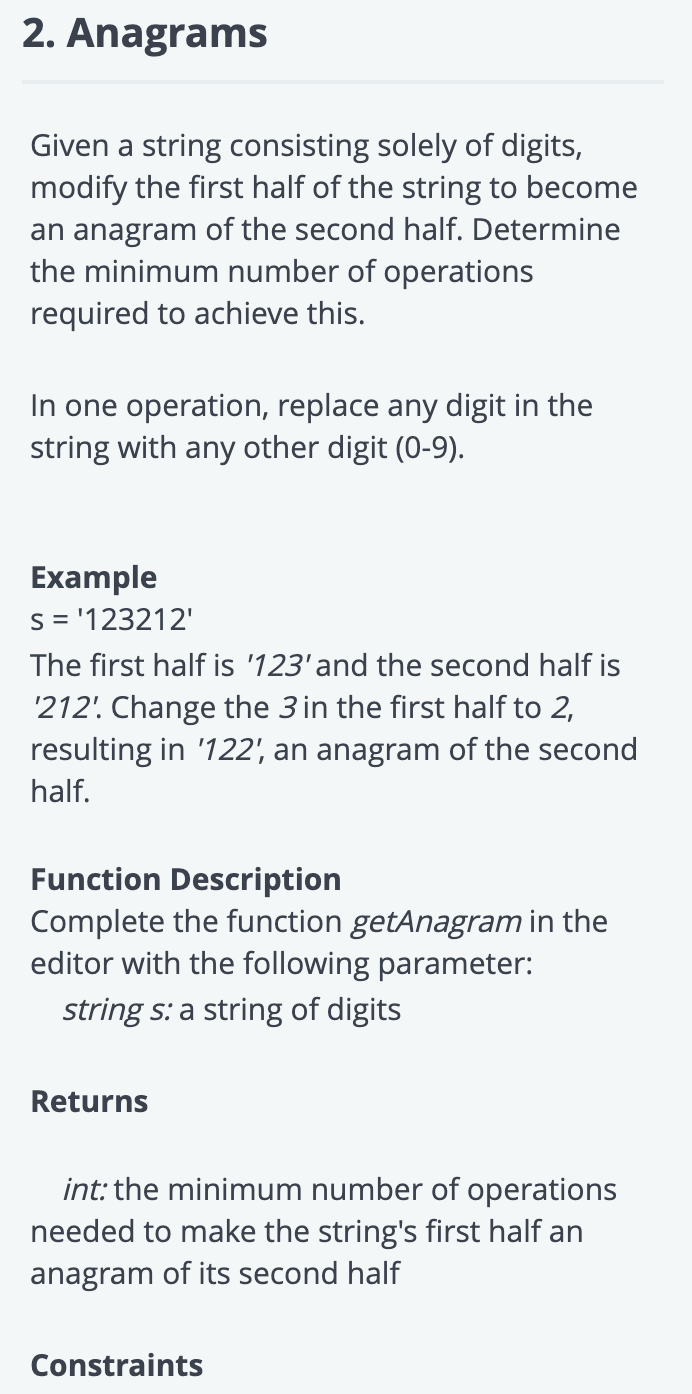 2. Anagrams
Given a string consisting solely of digits,
modify the first half of the string to become
an anagram of the second half. Determine
the minimum number of operations
required to achieve this.
In one operation, replace any digit in the
string with any other digit (0-9).
Example
s = '123212'
The first half is '123' and the second half is
'212'. Change the 3 in the first half to 2,
resulting in '122', an anagram of the second
half.
Function Description
Complete the function getAnagram in the
editor with the following parameter:
string s: a string of digits
Returns
int: the minimum number of operations
needed to make the string's first half an
anagram of its second half
Constraints